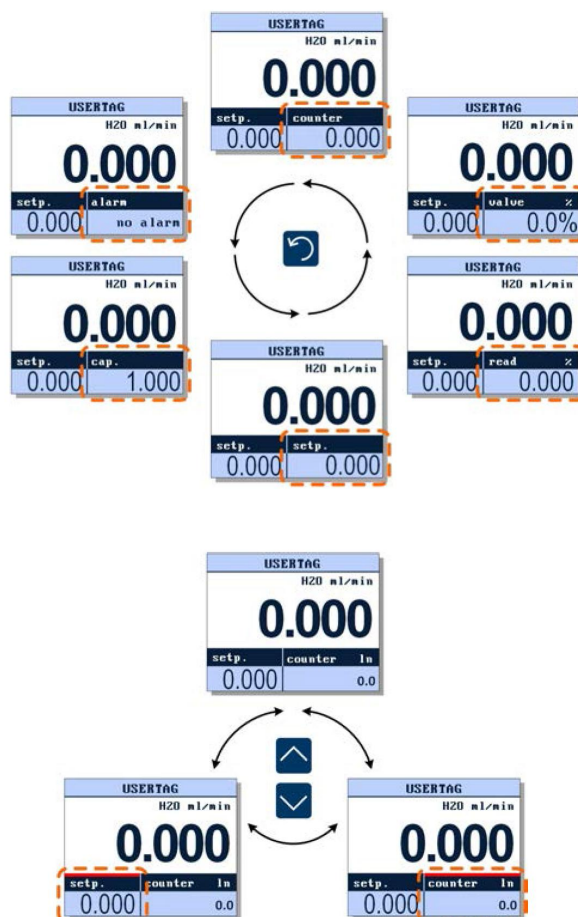 USERTAG
H2O ml/min
0.000
setp. counter
0.000 0.000
USERTAG
H2O ml/min
0.000
setp. alarm
0.000 no alarm
USERTAG
H2O ml/min
0.000
setp. valve %
0.000 0.0%
USERTAG
H2O ml/min
0.000
setp. cap.
0.000 1.000
USERTAG
H2O ml/min
0.000
setp. read %
0.000 0.000
USERTAG
H2O ml/min
0.000
setp. setp.
0.000 0.000
USERTAG
H2O ml/min
0.000
setp. counter ln
0.000 0.0
USERTAG
H2O ml/min
0.000
setp. counter ln
0.000 0.0
USERTAG
H2O ml/min
0.000
setp. counter ln
0.000 0.0